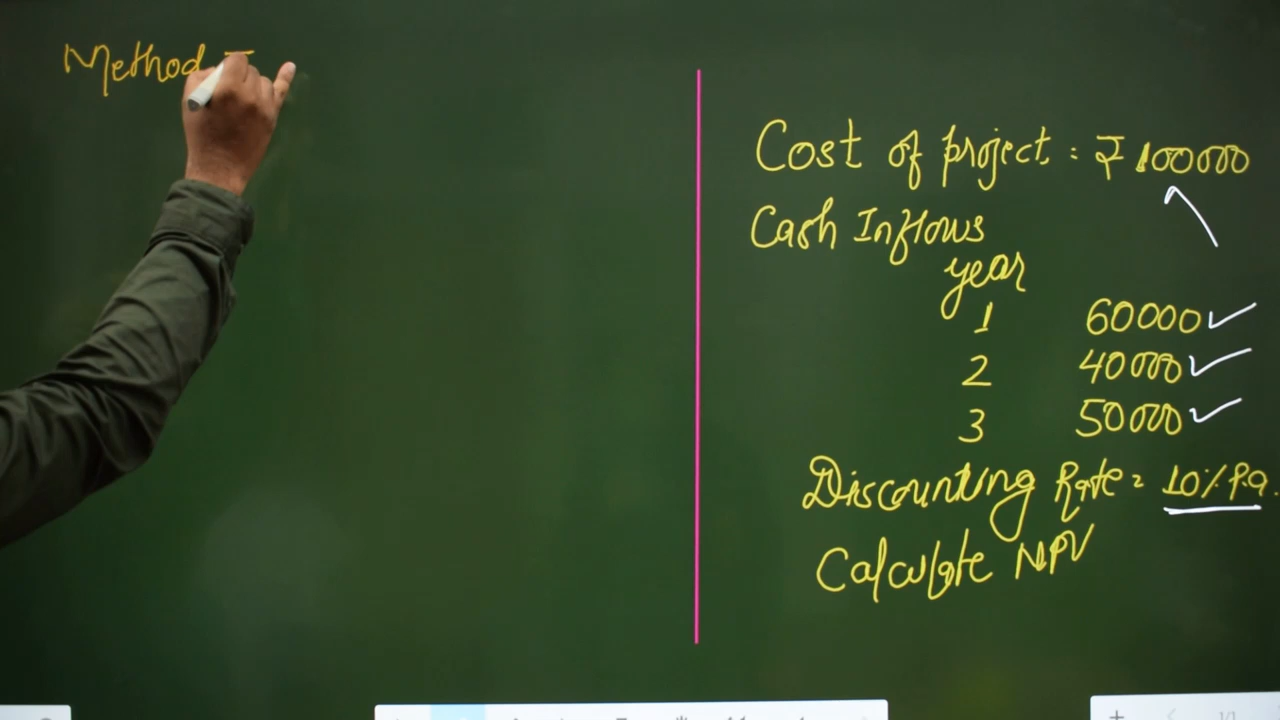 Method
Cost of project : ₹ 100000
Cash Inflows
year
1 60000 ✓
2 40000 ✓
3 50000 ✓
Discounting Rate = 10% P.a.
Calculate NPV